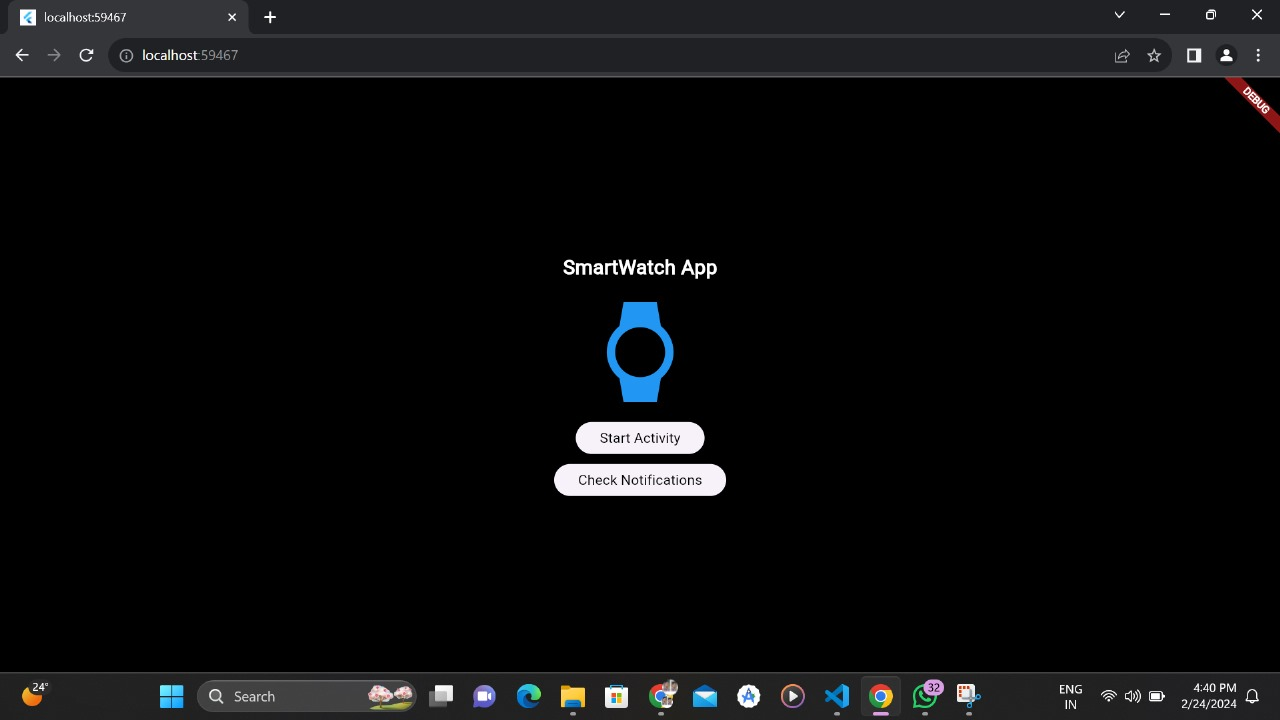 localhost:59467
localhost:59467
DEBUG
SmartWatch App
Start Activity
Check Notifications
24°
Search
32
ENG
IN
4:40 PM
2/24/2024